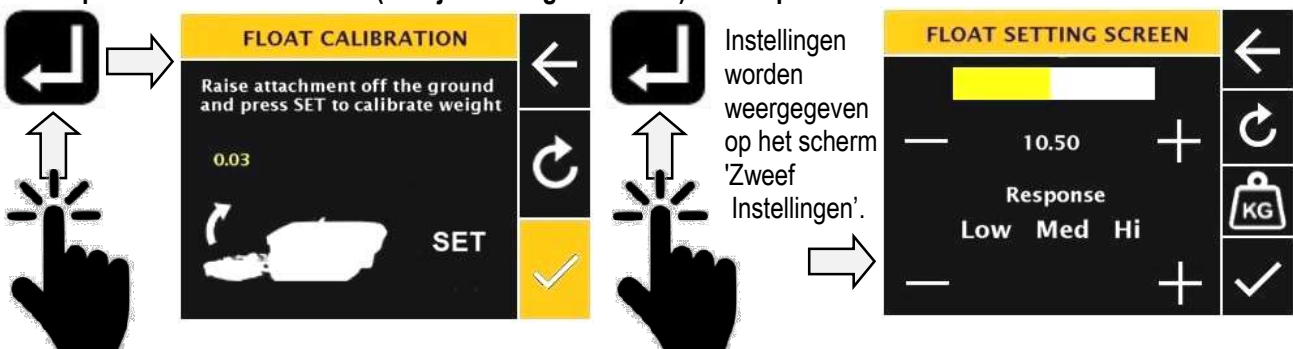 FLOAT CALIBRATION
Raise attachment off the ground
and press SET to calibrate weight
0.03
SET
Instellingen
worden
weergegeven
op het scherm
'Zweef
Instellingen’.
FLOAT SETTING SCREEN
10.50
Response
Low Med Hi
KG